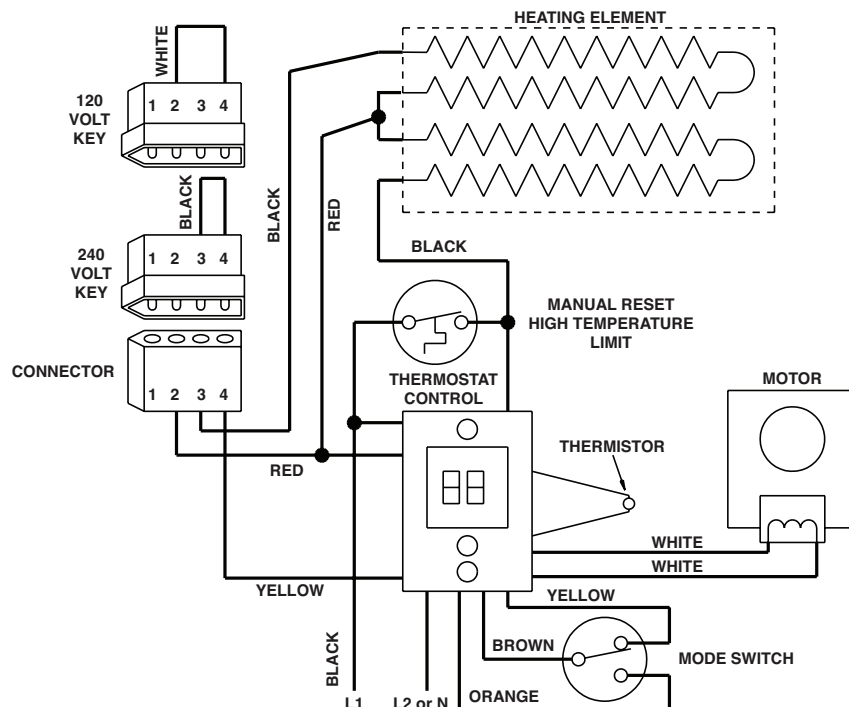 HEATING ELEMENT
WHITE
120
VOLT
KEY
1 2 3 4
BLACK
240
VOLT
KEY
1 2 3 4
BLACK
RED
BLACK
CONNECTOR
1 2 3 4
MANUAL RESET
HIGH TEMPERATURE
LIMIT
THERMOSTAT
CONTROL
MOTOR
THERMISTOR
RED
WHITE
WHITE
YELLOW
YELLOW
BLACK
BROWN
MODE SWITCH
ORANGE
L1
L2 or N